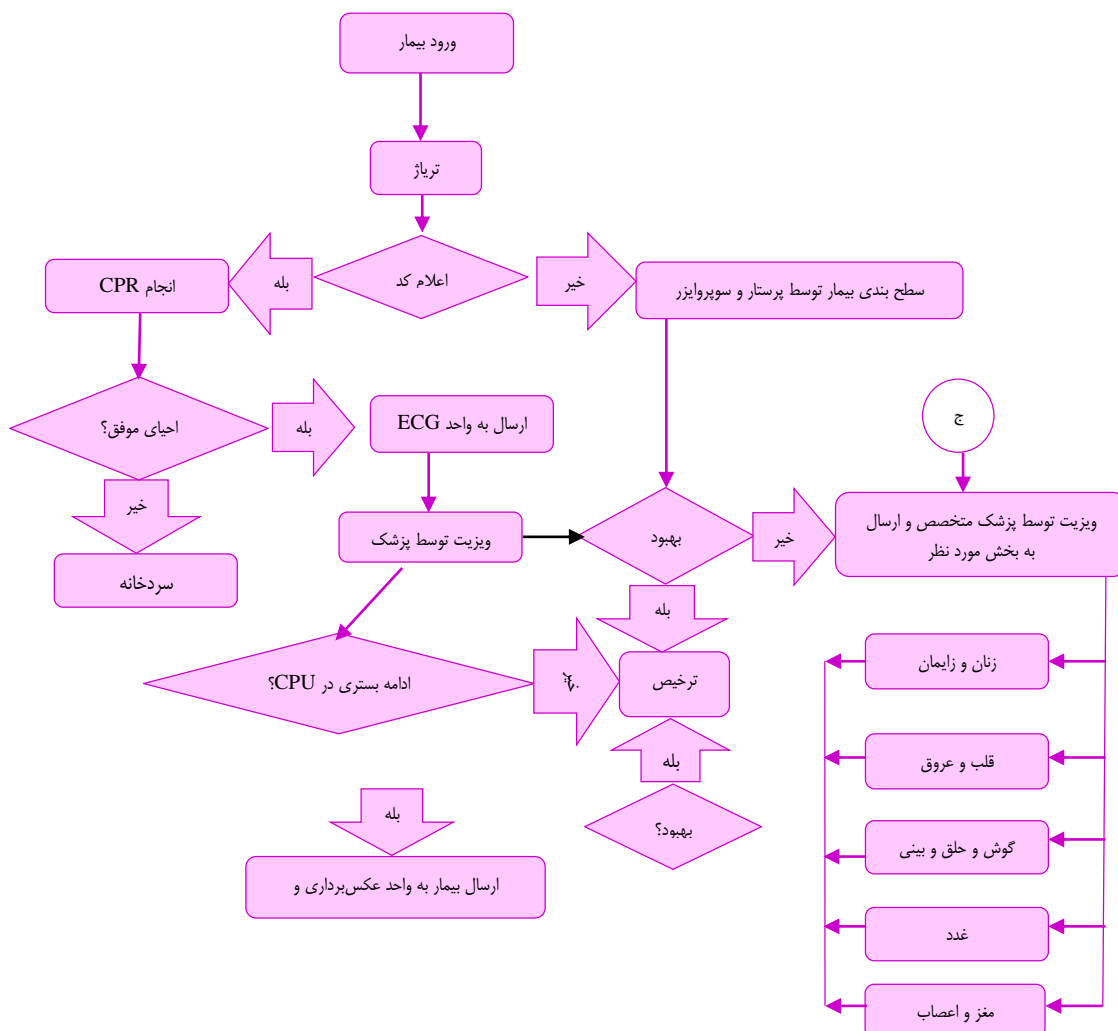 ورود بیمار
تریاژ
اعلام کد
بله
خیر
انجام CPR
سطح بندی بیمار توسط پرستار و سوپروایزر
احیای موفق؟
بله
ارسال به واحد ECG
ج
خیر
سردخانه
ویزیت توسط پزشک
بهبود
خیر
ویزیت توسط پزشک متخصص و ارسال
به بخش مورد نظر
بله
ادامه بستری در CPU؟
خیر
ترخیص
زنان و زایمان
قلب و عروق
بله
بله
بهبود؟
گوش و حلق و بینی
ارسال بیمار به واحد عکس‌برداری و
غدد
مغز و اعصاب